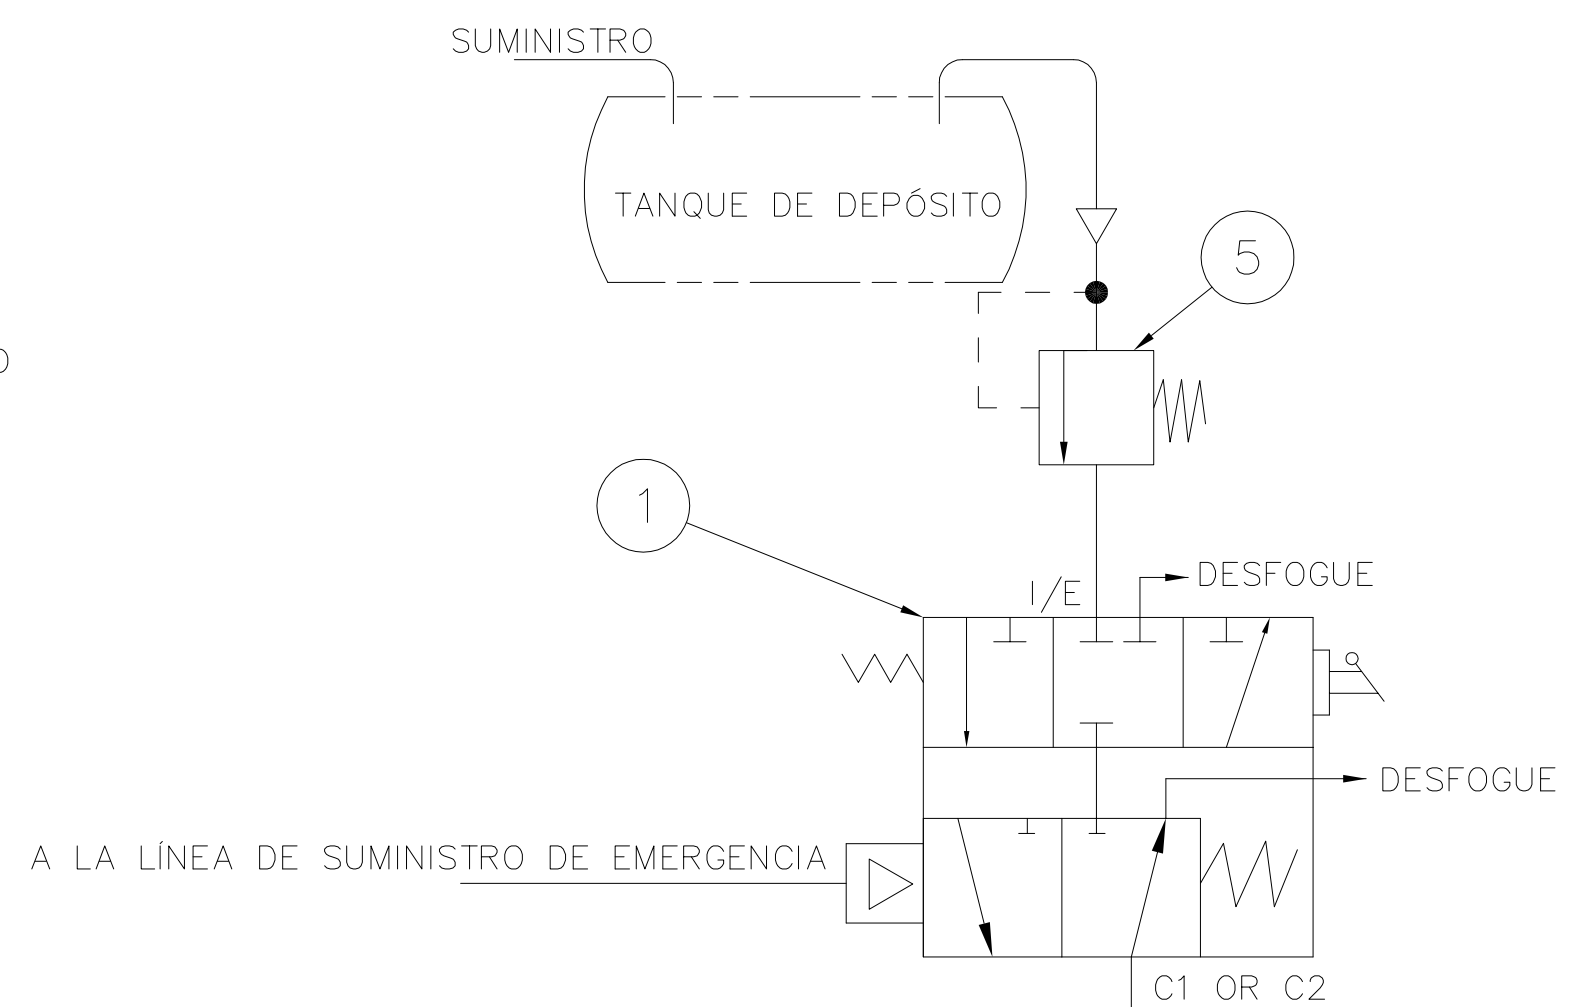 SUMINISTRO
TANQUE DE DEPÓSITO
5
1
I/E
DESFOGUE
DESFOGUE
A LA LÍNEA DE SUMINISTRO DE EMERGENCIA
C1 OR C2